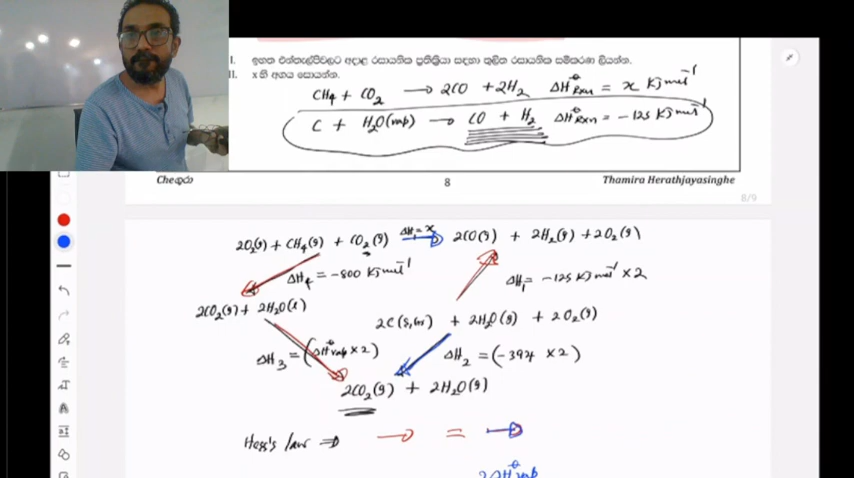 I. ඉහත එන්තැල්පිවලට අදාළ රසායනික ප්‍රතික්‍රියා සඳහා තුලිත රසායනික සමීකරණ ලියන්න.
II. x හි අගය සොයන්න.
CH₄ + CO₂ → 2CO + 2H₂ ΔH°Rxn = x kJmol⁻¹
C + H₂O(vap) → CO + H₂ ΔH°Rxn = −125 kJmol⁻¹
Cheගුරා 8 Thamira Herathjayasinghe
8/9
2O₂(g) + CH₄(g) + CO₂(g) ΔH=x → 2CO(g) + 2H₂(g) + 2O₂(g)
ΔH₄ = −800 kJmol⁻¹ ΔH₁ = −125 kJmol⁻¹ × 2
2CO₂(g) + 2H₂O(l)
2C(s,gr) + 2H₂O(g) + 2O₂(g)
ΔH₃ = (ΔH°vap × 2) ΔH₂ = (−394 × 2)
2CO₂(g) + 2H₂O(g)
Hess's law ⇒ → = →
2ΔH°vap